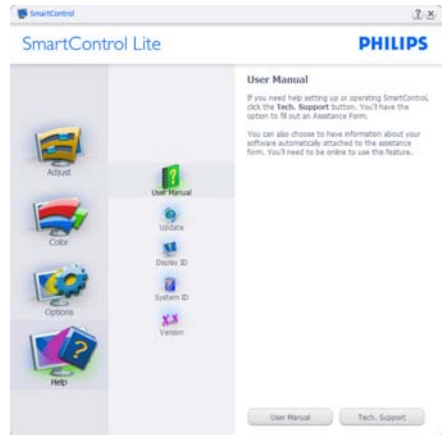 SmartControl
SmartControl Lite
PHILIPS
Adjust
Color
Options
Help
User Manual
Update
Display ID
System ID
Version
User Manual
If you need help setting up or operating SmartControl,
click the Tech. Support button. You'll have the
option to fill out an Assistance Form.
You can also choose to have information about your
software automatically attached to the assistance
form. You'll need to be online to use this feature.
User Manual
Tech. Support